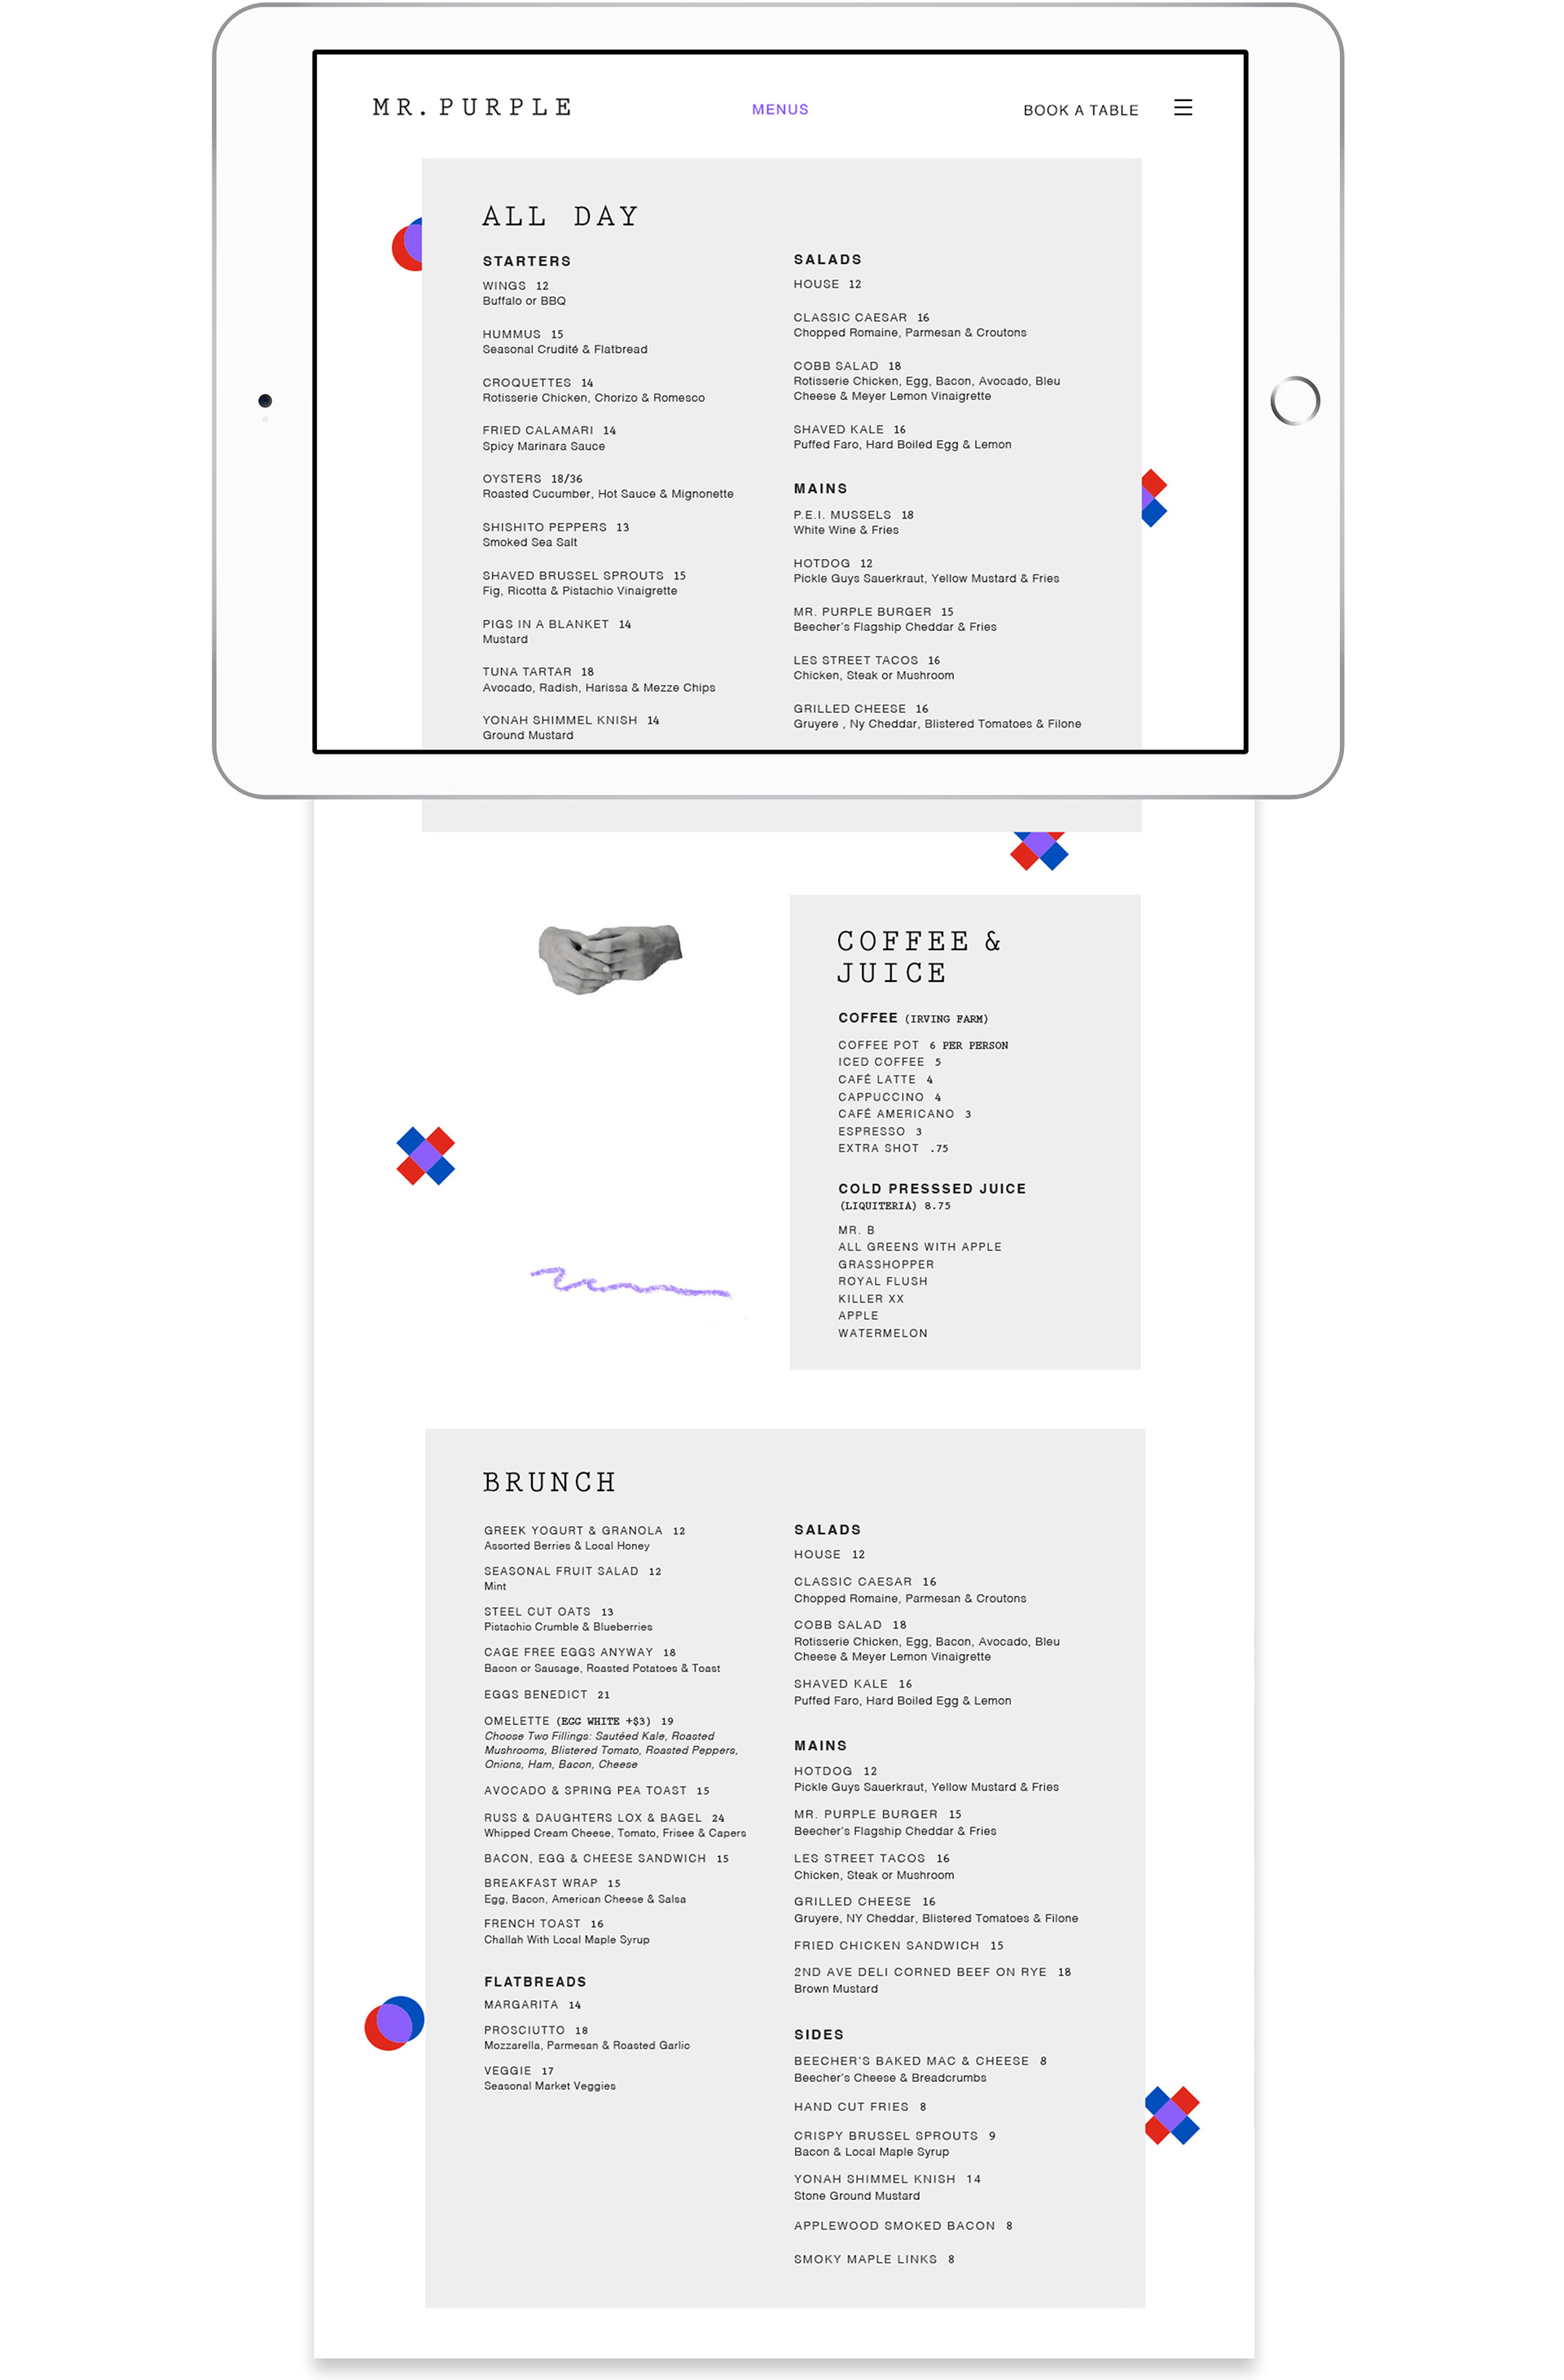 MR. PURPLE
MENUS
BOOK A TABLE
ALL DAY
STARTERS
WINGS 12
Buffalo or BBQ
HUMMUS 15
Seasonal Crudité & Flatbread
CROQUETTES 14
Rotisserie Chicken, Chorizo & Romesco
FRIED CALAMARI 14
Spicy Marinara Sauce
OYSTERS 18/36
Roasted Cucumber, Hot Sauce & Mignonette
SHISHITO PEPPERS 13
Smoked Sea Salt
SHAVED BRUSSEL SPROUTS 15
Fig, Ricotta & Pistachio Vinaigrette
PIGS IN A BLANKET 14
Mustard
TUNA TARTAR 18
Avocado, Radish, Harissa & Mezze Chips
YONAH SHIMMEL KNISH 14
Ground Mustard
SALADS
HOUSE 12
CLASSIC CAESAR 16
Chopped Romaine, Parmesan & Croutons
COBB SALAD 18
Rotisserie Chicken, Egg, Bacon, Avocado, Bleu
Cheese & Meyer Lemon Vinaigrette
SHAVED KALE 16
Puffed Faro, Hard Boiled Egg & Lemon
MAINS
P.E.I. MUSSELS 18
White Wine & Fries
HOTDOG 12
Pickle Guys Sauerkraut, Yellow Mustard & Fries
MR. PURPLE BURGER 15
Beecher's Flagship Cheddar & Fries
LES STREET TACOS 16
Chicken, Steak or Mushroom
GRILLED CHEESE 16
Gruyere , Ny Cheddar, Blistered Tomatoes & Filone
COFFEE &
JUICE
COFFEE (IRVING FARM)
COFFEE POT 6 PER PERSON
ICED COFFEE 5
CAFÉ LATTE 4
CAPPUCCINO 4
CAFÉ AMERICANO 3
ESPRESSO 3
EXTRA SHOT .75
COLD PRESSSED JUICE
(LIQUITERIA) 8.75
MR. B
ALL GREENS WITH APPLE
GRASSHOPPER
ROYAL FLUSH
KILLER XX
APPLE
WATERMELON
BRUNCH
GREEK YOGURT & GRANOLA 12
Assorted Berries & Local Honey
SEASONAL FRUIT SALAD 12
Mint
STEEL CUT OATS 13
Pistachio Crumble & Blueberries
CAGE FREE EGGS ANYWAY 18
Bacon or Sausage, Roasted Potatoes & Toast
EGGS BENEDICT 21
OMELETTE (EGG WHITE +$3) 19
Choose Two Fillings: Sautéed Kale, Roasted
Mushrooms, Blistered Tomato, Roasted Peppers,
Onions, Ham, Bacon, Cheese
AVOCADO & SPRING PEA TOAST 15
RUSS & DAUGHTERS LOX & BAGEL 24
Whipped Cream Cheese, Tomato, Frisee & Capers
BACON, EGG & CHEESE SANDWICH 15
BREAKFAST WRAP 15
Egg, Bacon, American Cheese & Salsa
FRENCH TOAST 16
Challah With Local Maple Syrup
FLATBREADS
MARGARITA 14
PROSCIUTTO 18
Mozzarella, Parmesan & Roasted Garlic
VEGGIE 17
Seasonal Market Veggies
SALADS
HOUSE 12
CLASSIC CAESAR 16
Chopped Romaine, Parmesan & Croutons
COBB SALAD 18
Rotisserie Chicken, Egg, Bacon, Avocado, Bleu
Cheese & Meyer Lemon Vinaigrette
SHAVED KALE 16
Puffed Faro, Hard Boiled Egg & Lemon
MAINS
HOTDOG 12
Pickle Guys Sauerkraut, Yellow Mustard & Fries
MR. PURPLE BURGER 15
Beecher's Flagship Cheddar & Fries
LES STREET TACOS 16
Chicken, Steak or Mushroom
GRILLED CHEESE 16
Gruyere, NY Cheddar, Blistered Tomatoes & Filone
FRIED CHICKEN SANDWICH 15
2ND AVE DELI CORNED BEEF ON RYE 18
Brown Mustard
SIDES
BEECHER'S BAKED MAC & CHEESE 8
Beecher's Cheese & Breadcrumbs
HAND CUT FRIES 8
CRISPY BRUSSEL SPROUTS 9
Bacon & Local Maple Syrup
YONAH SHIMMEL KNISH 14
Stone Ground Mustard
APPLEWOOD SMOKED BACON 8
SMOKY MAPLE LINKS 8